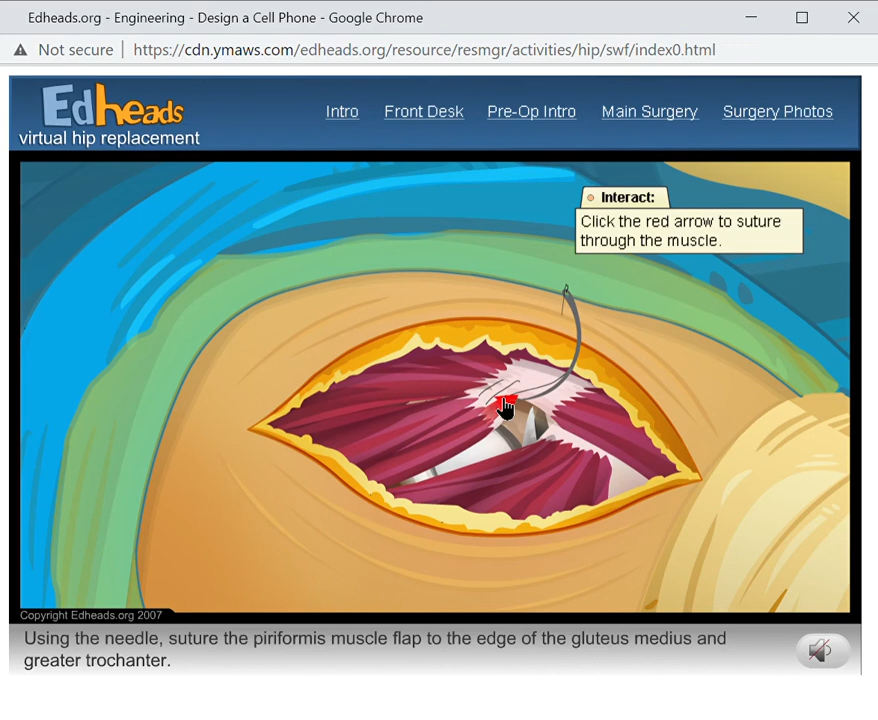 Edheads.org - Engineering - Design a Cell Phone - Google Chrome
Not secure | https://cdn.ymaws.com/edheads.org/resource/resmgr/activities/hip/swf/index0.html
Edheads
virtual hip replacement
Intro Front Desk Pre-Op Intro Main Surgery Surgery Photos
Interact:
Click the red arrow to suture
through the muscle.
Copyright Edheads.org 2007
Using the needle, suture the piriformis muscle flap to the edge of the gluteus medius and
greater trochanter.